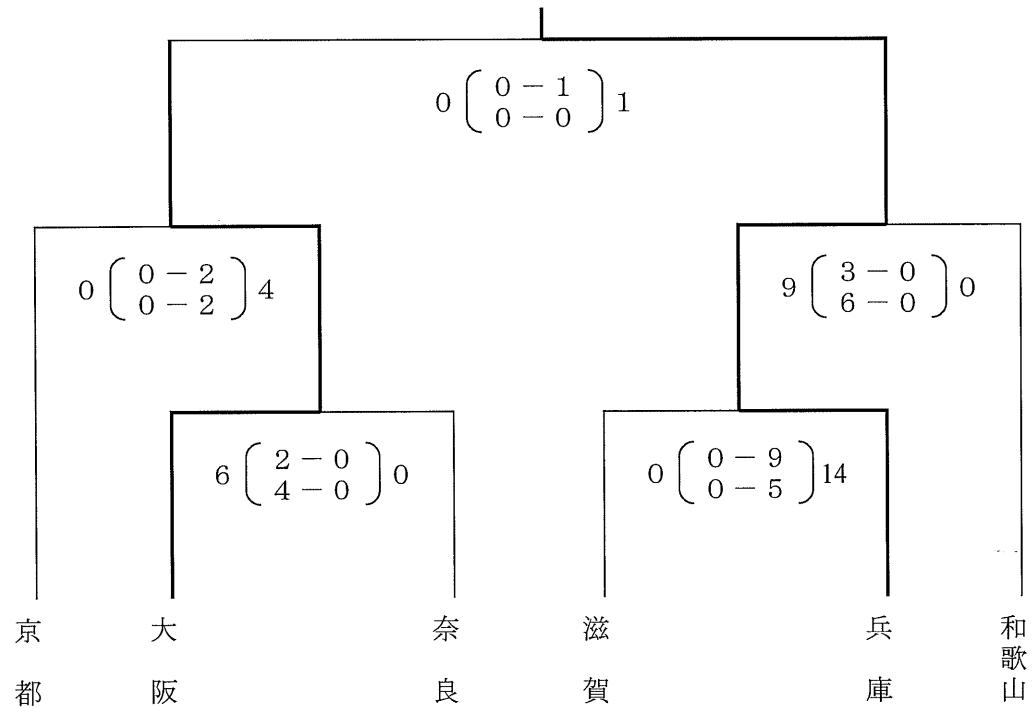 0 ( 0 － 1 ) 1
0 － 0
0 ( 0 － 2 ) 4
0 － 2
9 ( 3 － 0 ) 0
6 － 0
6 ( 2 － 0 ) 0
4 － 0
0 ( 0 － 9 ) 14
0 － 5
京都
大阪
奈良
滋賀
兵庫
和歌山